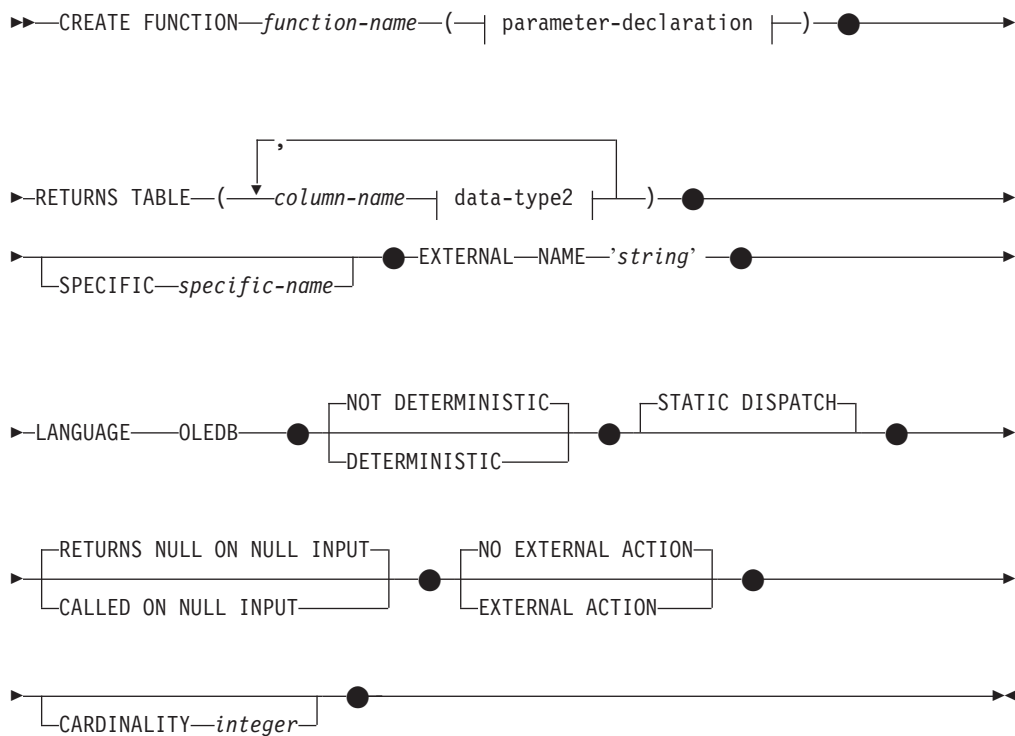 CREATE FUNCTION function-name ( parameter-declaration )
,
RETURNS TABLE ( column-name data-type2 )
SPECIFIC specific-name EXTERNAL NAME 'string'
NOT DETERMINISTIC STATIC DISPATCH
LANGUAGE OLEDB
DETERMINISTIC
RETURNS NULL ON NULL INPUT NO EXTERNAL ACTION
CALLED ON NULL INPUT EXTERNAL ACTION
CARDINALITY integer